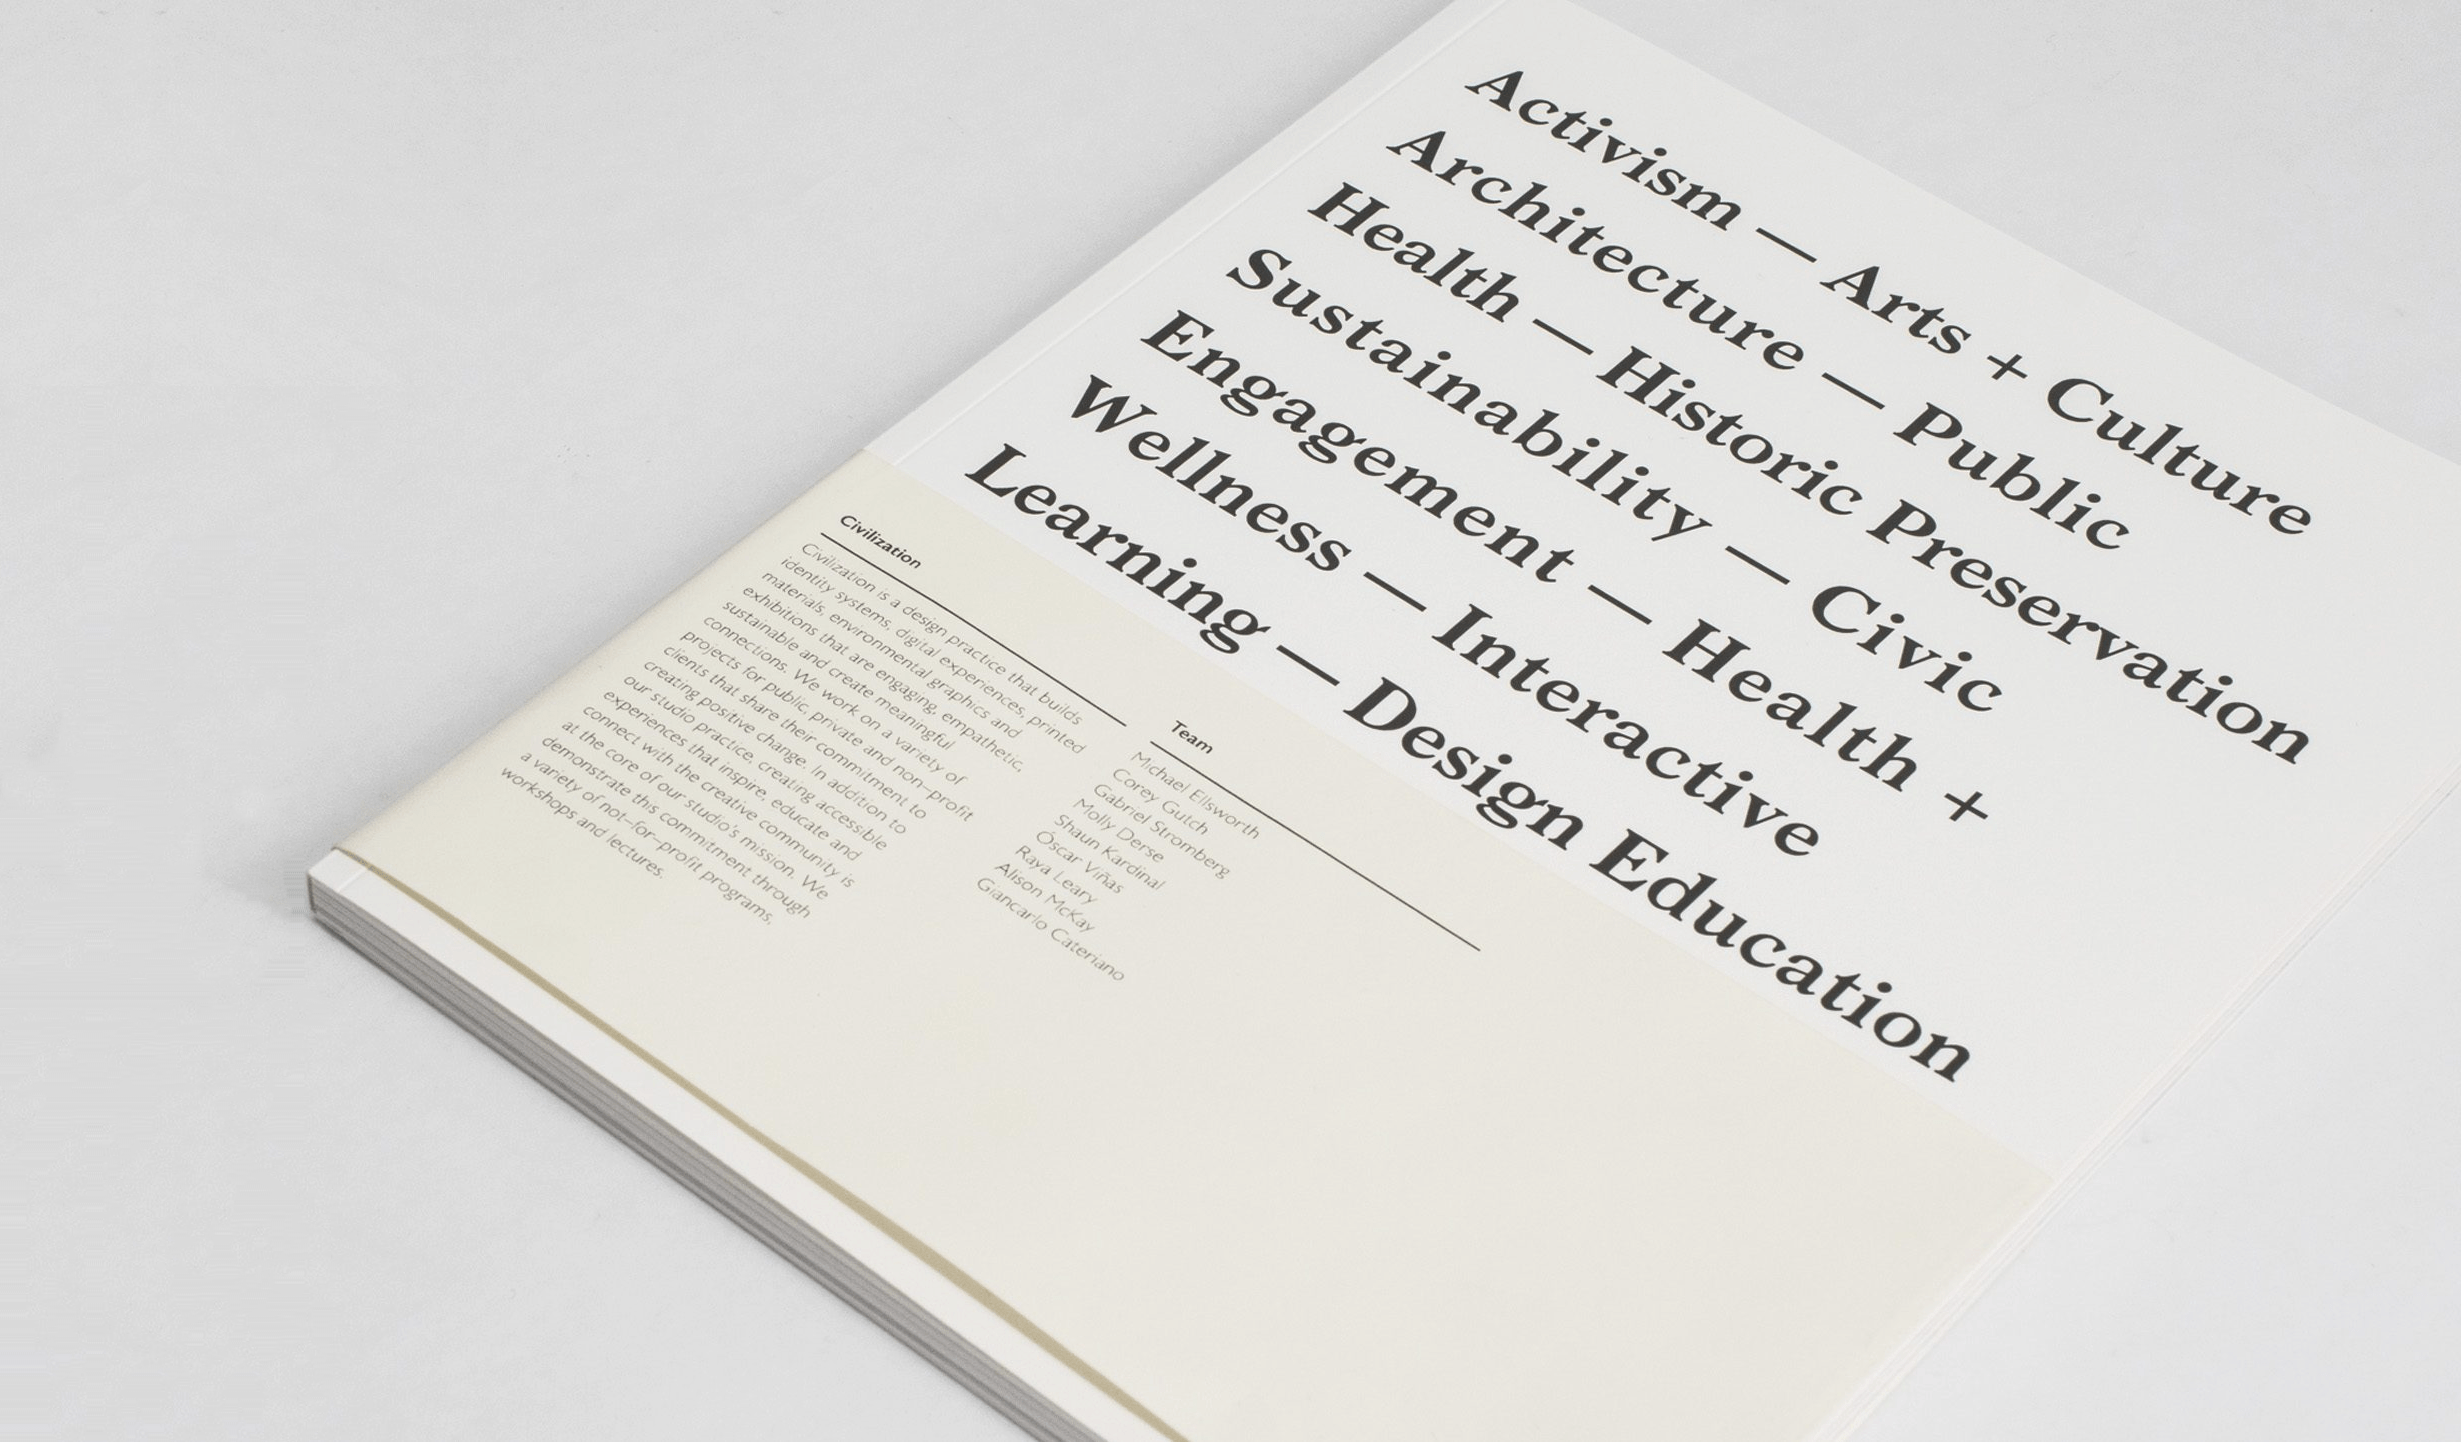 Activism — Arts + Culture
Architecture — Public
Health — Historic Preservation
Sustainability — Civic
Engagement — Health +
Wellness — Interactive
Learning — Design Education
Civilization
Civilization is a design practice that builds
identity systems, digital experiences, printed
materials, environmental graphics and
exhibitions that are engaging, empathetic,
sustainable and create meaningful
connections. We work on a variety of
projects for public, private and non–profit
clients that share their commitment to
creating positive change. In addition to
our studio practice, creating accessible
experiences that inspire, educate and
connect with the creative community is
at the core of our studio's mission. We
demonstrate this commitment through
a variety of not–for–profit programs,
workshops and lectures.
Team
Michael Ellsworth
Corey Gutch
Gabriel Stromberg
Molly Derse
Shaun Kardinal
Óscar Viñas
Raya Leary
Alison McKay
Giancarlo Cateriano